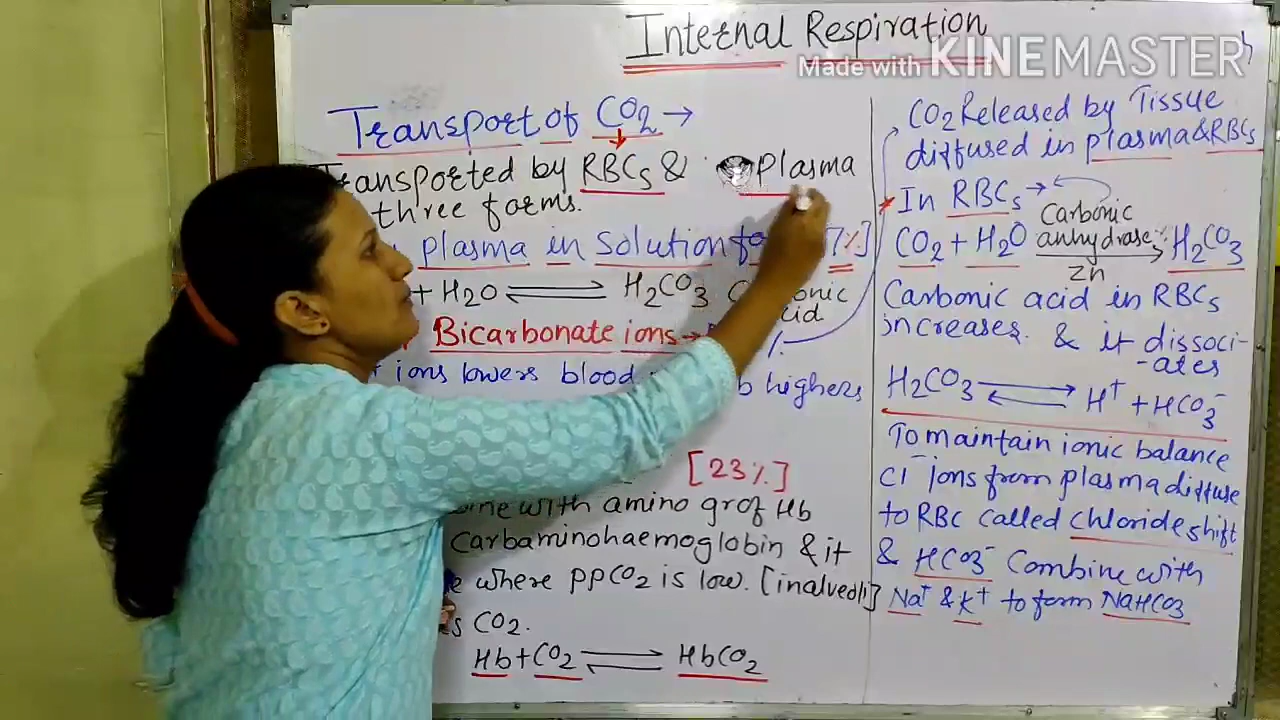 Internal Respiration
Made with KINEMASTER
Transport of CO2 →
Transported by RBCs & Plasma
three forms.
plasma in solution 7%]
+ H2O ⇌ H2CO3
Bicarbonate ions →
ions lowers blood highers
[23%]
with amino gr of Hb
Carbaminohaemoglobin & it
where ppCO2 is low. [in alveoli]
CO2.
Hb + CO2 ⇌ HbCO2
CO2 Released by Tissue
diffused in plasma & RBCs
* In RBCs →
CO2 + H2O Carbonic anhydrase Zn → H2CO3
Carbonic acid in RBCs
increases. & it dissoci-
-ates
H2CO3 ⇌ H+ + HCO3-
To maintain ionic balance
Cl- ions from plasma diffuse
to RBC called chloride shift
& HCO3- Combine with
Na+ & K+ to form NaHCO3